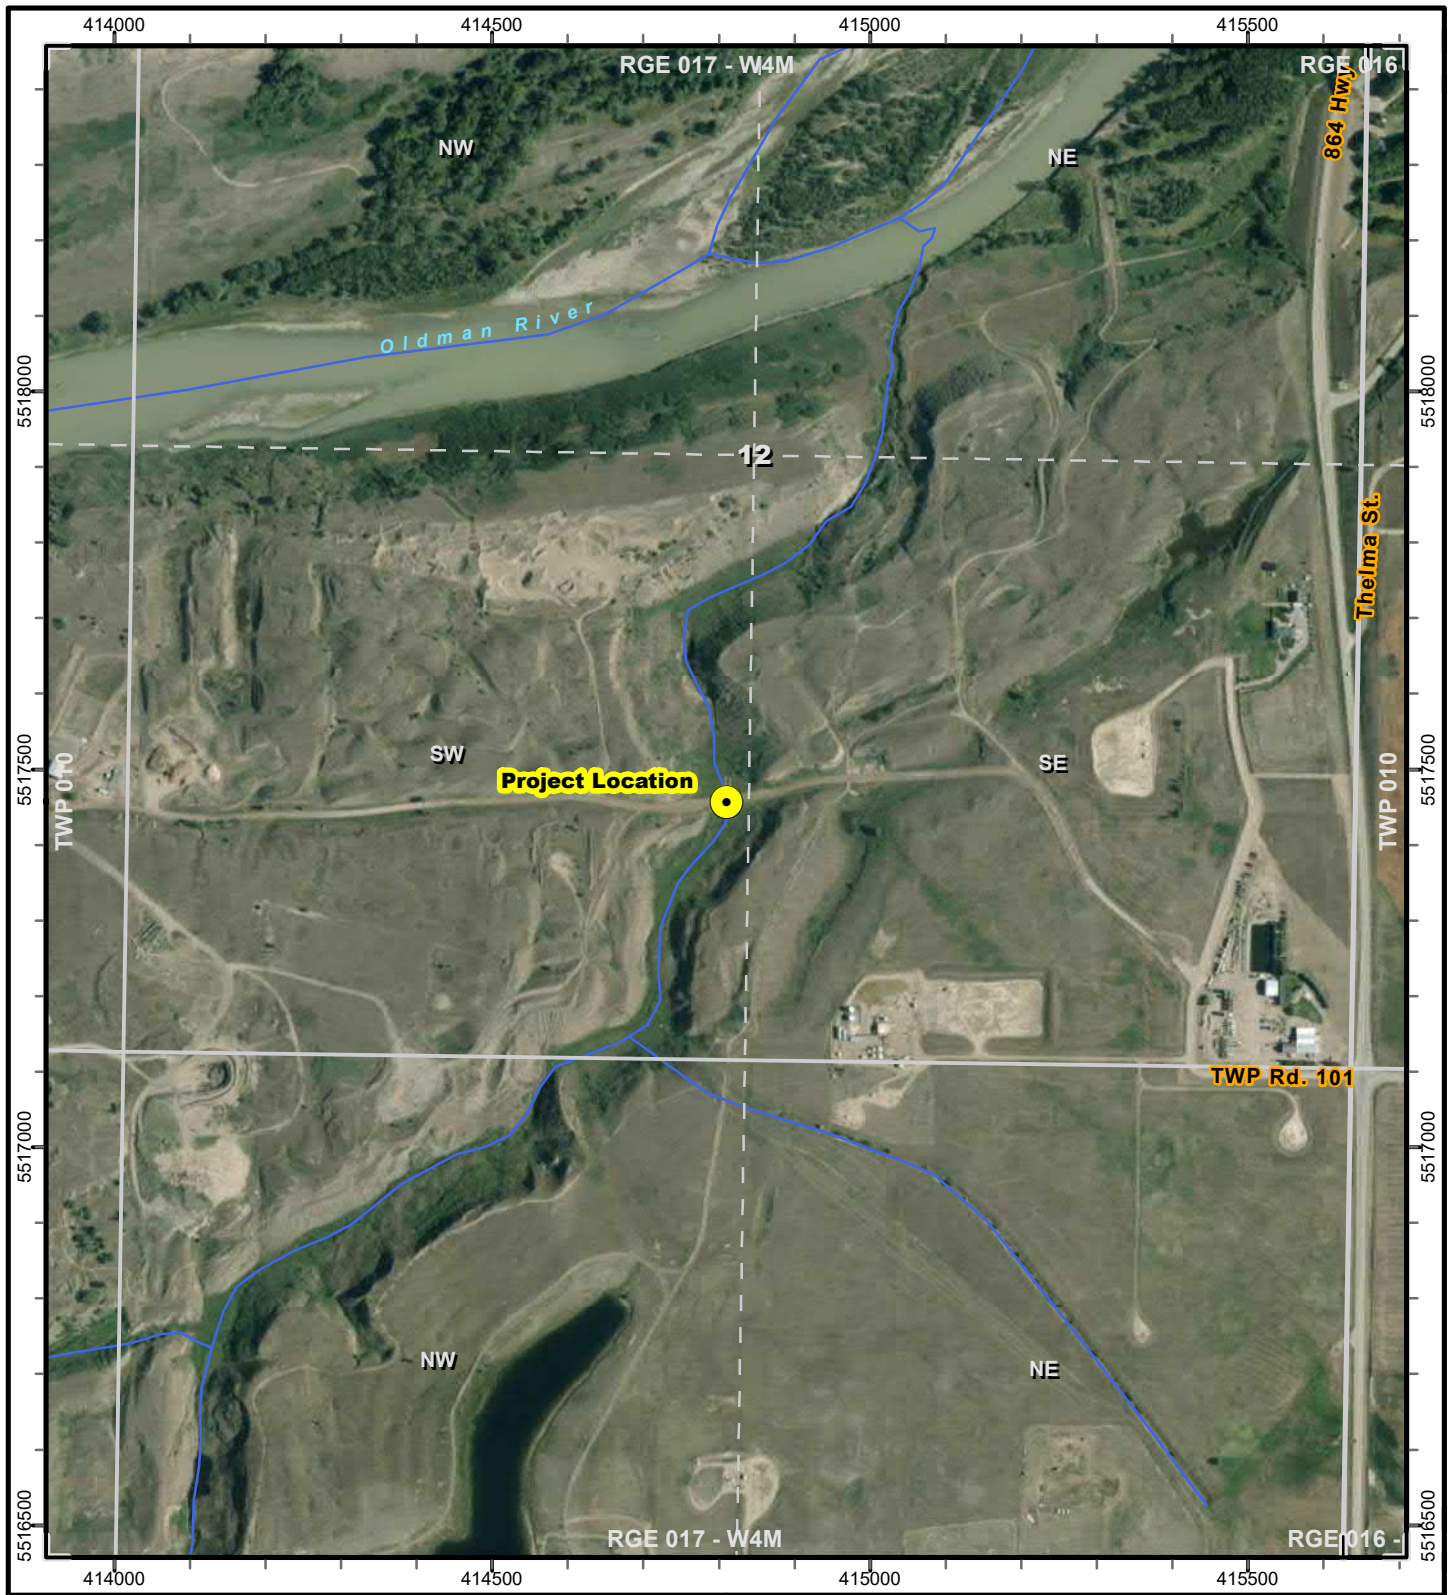 414000 414500 415000 415500
RGE 017 - W4M
RGE 016
864 Hwy
NW
NE
Oldman River
5518000
5518000
12
Thelma St.
SW
SE
Project Location
5517500
5517500
TWP 010
TWP 010
TWP Rd. 101
5517000
5517000
NW
NE
5516500
5516500
RGE 017 - W4M
RGE 016 -
414000 414500 415000 415500